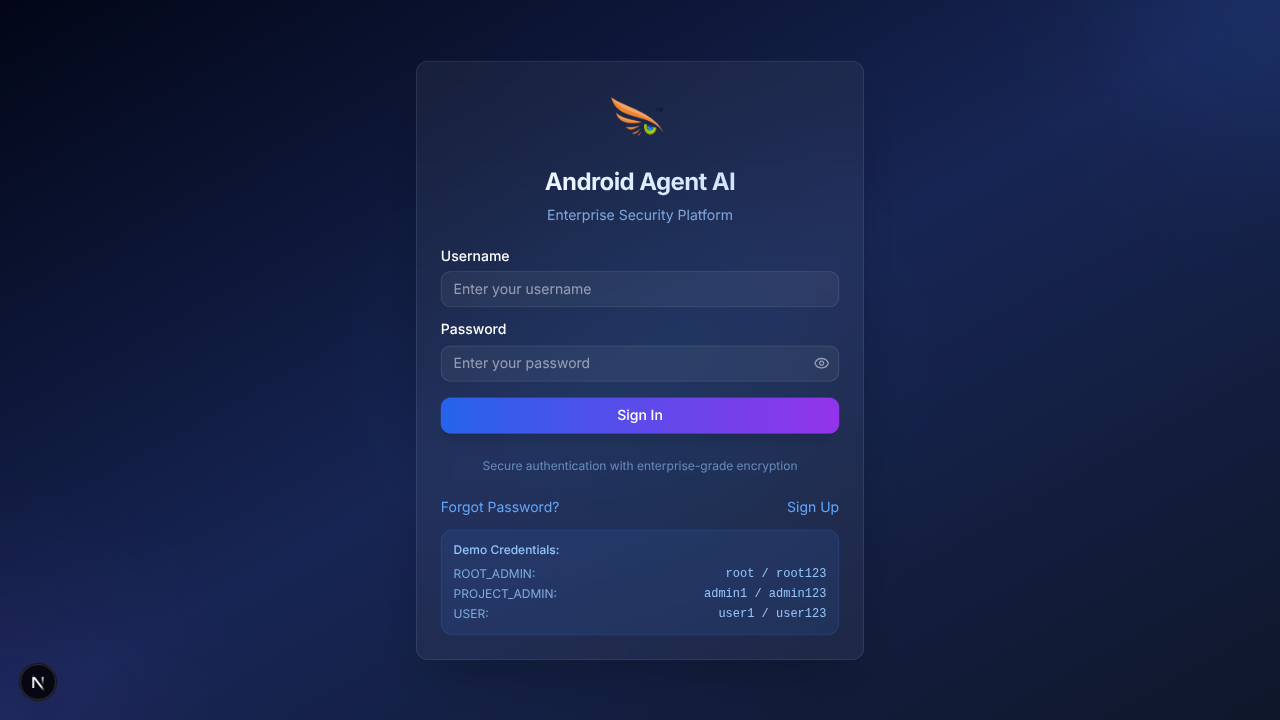 Android Agent AI
Enterprise Security Platform
Username
Enter your username
Password
Enter your password
Sign In
Secure authentication with enterprise-grade encryption
Forgot Password? Sign Up
Demo Credentials:
ROOT_ADMIN: root / root123
PROJECT_ADMIN: admin1 / admin123
USER: user1 / user123
N